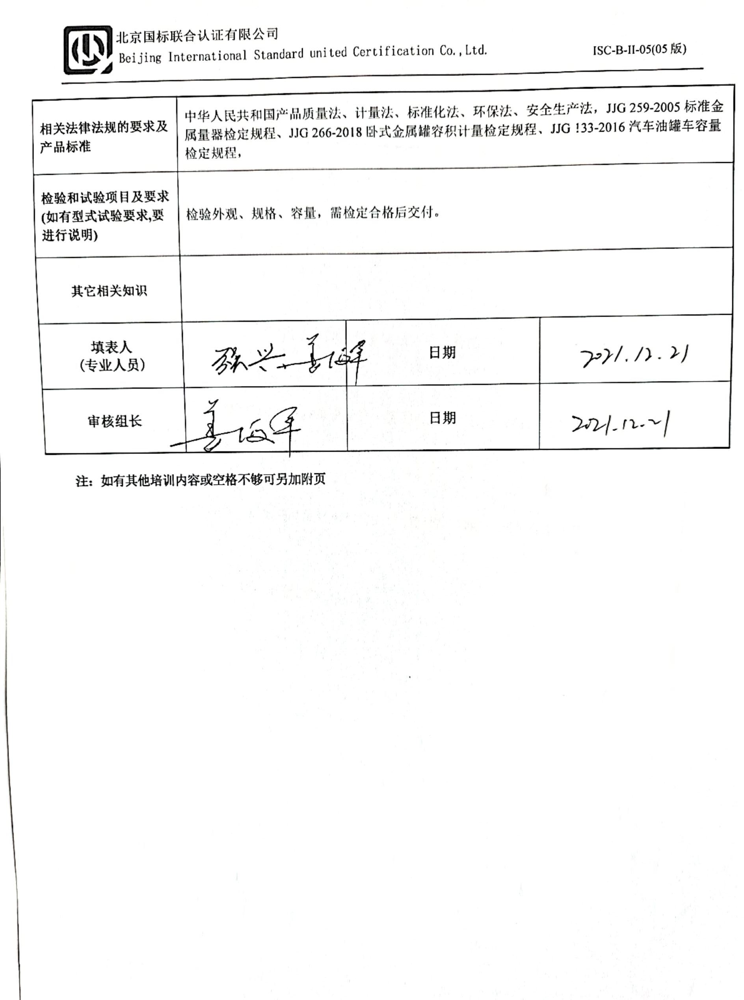 北京国标联合认证有限公司
Beijing International Standard united Certification Co.,Ltd.
ISC-B-II-05(05 版)
相关法律法规的要求及
产品标准
中华人民共和国产品质量法、计量法、标准化法、环保法、安全生产法，JJG 259-2005 标准金
属量器检定规程、JJG 266-2018 卧式金属罐容积计量检定规程、JJG 133-2016 汽车油罐车容量
检定规程，
检验和试验项目及要求
(如有型式试验要求,要
进行说明)
检验外观、规格、容量，需检定合格后交付。
其它相关知识
填表人
(专业人员)
日期
2021.12.21
审核组长
日期
2021.12.21
注：如有其他培训内容或空格不够可另加附页